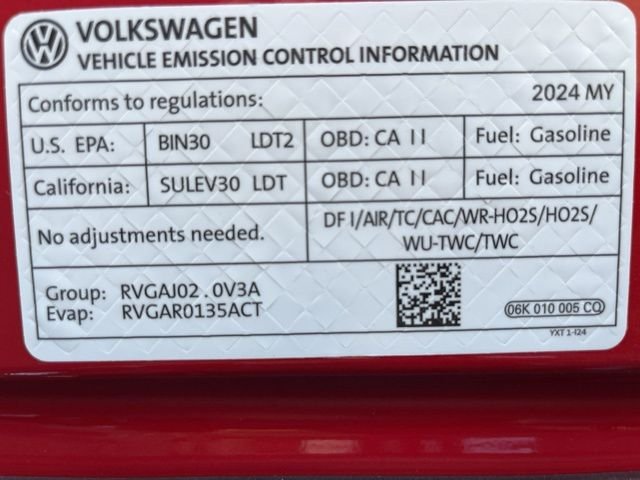 VOLKSWAGEN
VEHICLE EMISSION CONTROL INFORMATION
Conforms to regulations: 2024 MY
U.S. EPA: BIN30 LDT2 OBD: CA II Fuel: Gasoline
California: SULEV30 LDT OBD: CA II Fuel: Gasoline
No adjustments needed. DF I/AIR/TC/CAC/WR-HO2S/HO2S/
WU-TWC/TWC
Group: RVGAJ02.0V3A
Evap: RVGAR0135ACT
06K 010 005 CQ
YXT 1-I24